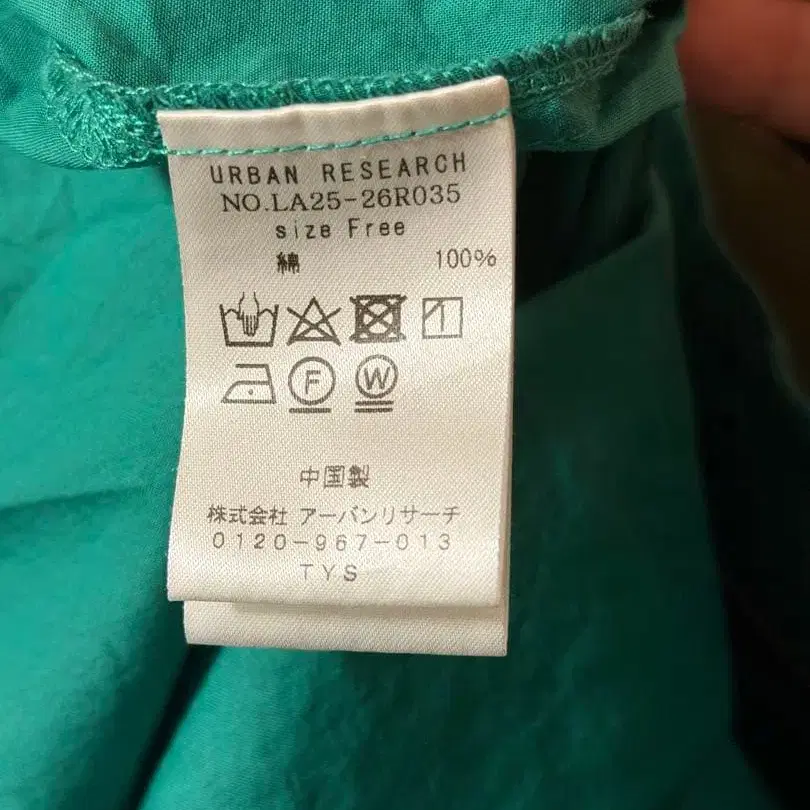 URBAN RESEARCH
NO.LA25-26R035
size Free
綿 100%
F W
中国製
株式会社 アーバンリサーチ
0120-967-013
TYS